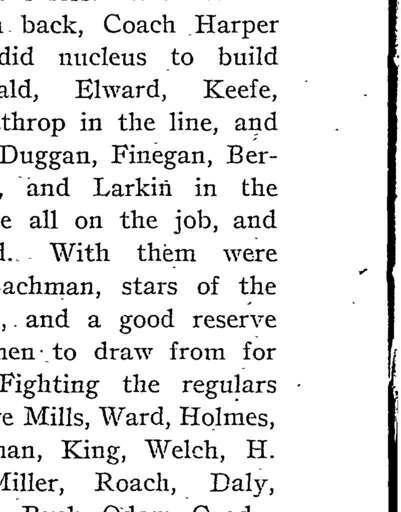 back, Coach Harper
did nucleus to build
ald, Elward, Keefe,
throp in the line, and
Duggan, Finegan, Ber-
, and Larkin in the
e all on the job, and
d. With them were
achman, stars of the
, and a good reserve
men to draw from for
Fighting the regulars
e Mills, Ward, Holmes,
man, King, Welch, H.
Miller, Roach, Daly,